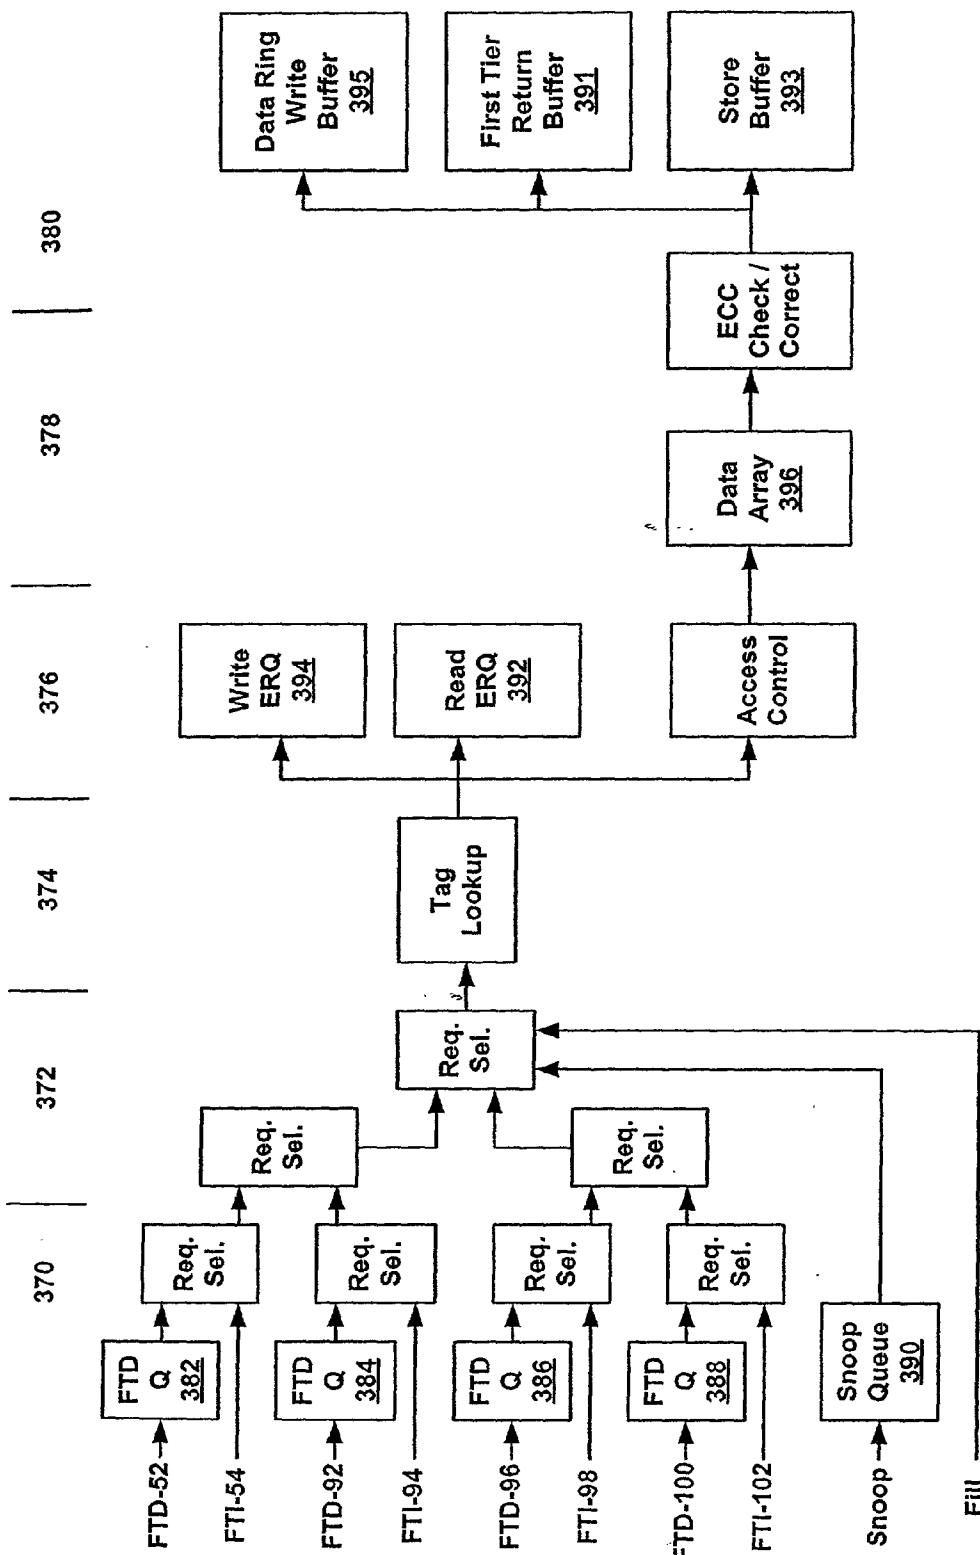 370
372
374
376
378
380
FTD-52
FTI-54
FTD-92
FTI-94
FTD-96
FTI-98
FTD-100
FTI-102
Snoop
Fill
FTD
Q
382
FTD
Q
384
FTD
Q
386
FTD
Q
388
Snoop
Queue
390
Req.
Sel.
Req.
Sel.
Req.
Sel.
Req.
Sel.
Req.
Sel.
Req.
Sel.
Req.
Sel.
Tag
Lookup
Write
ERQ
394
Read
ERQ
392
Access
Control
Data
Array
396
ECC
Check /
Correct
Data Ring
Write
Buffer
395
First Tier
Return
Buffer
391
Store
Buffer
393